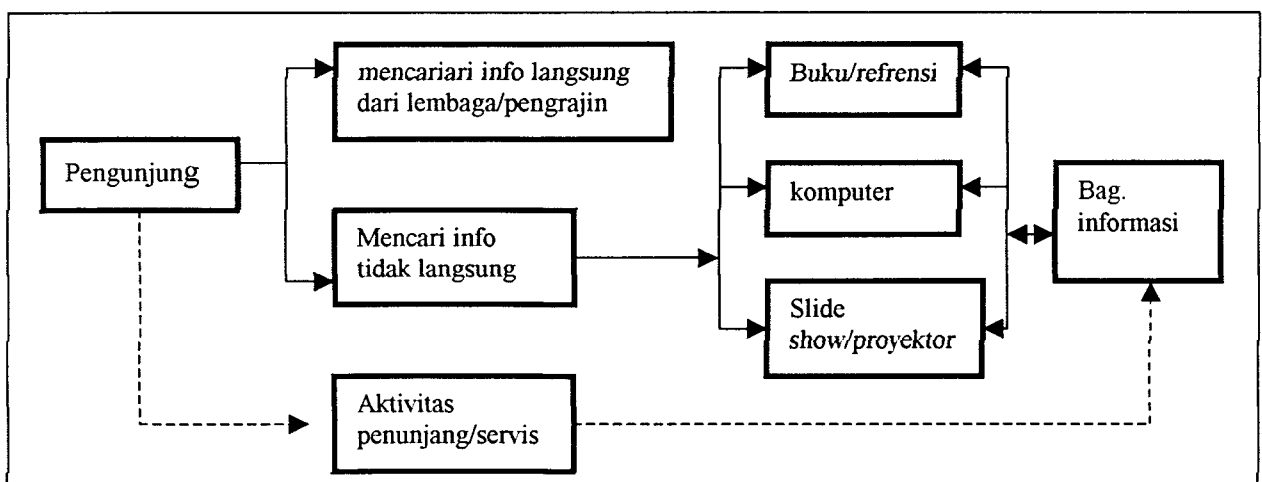 mencariari info langsung
dari lembaga/pengrajin
Buku/refrensi
Pengunjung
komputer
Bag.
informasi
Mencari info
tidak langsung
Slide
show/proyektor
Aktivitas
penunjang/servis